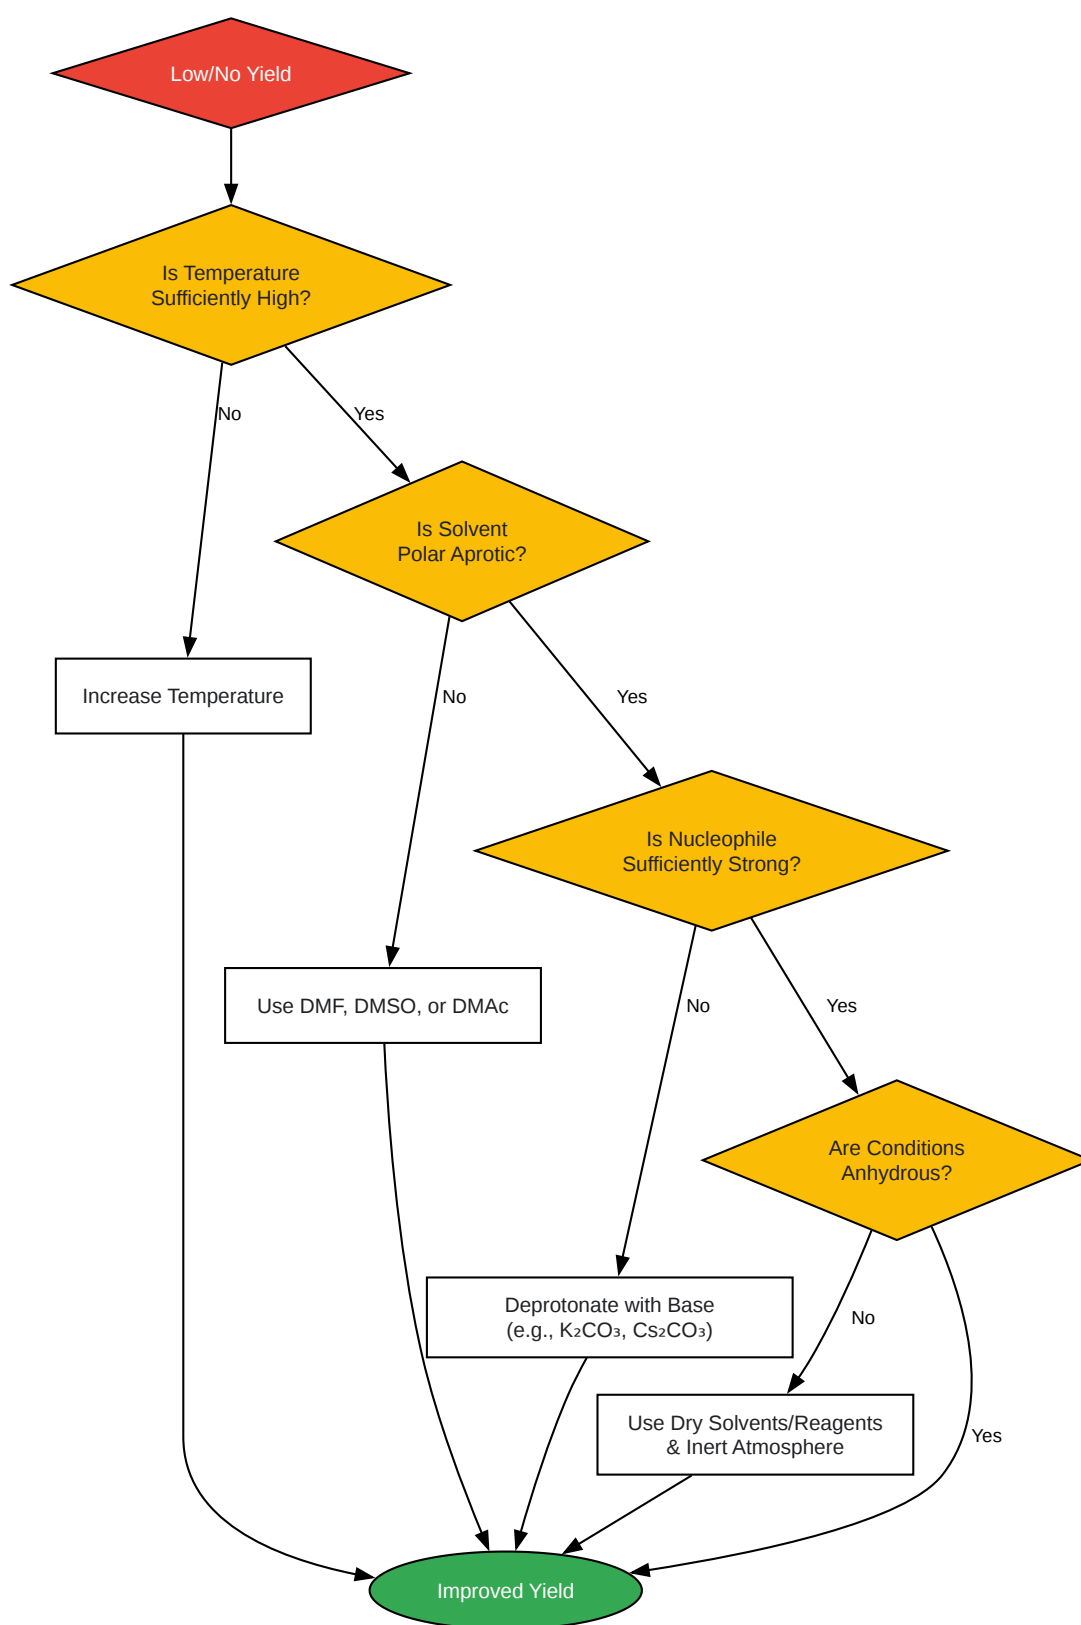 Low/No Yield
Is Temperature
Sufficiently High?
No
Yes
Is Solvent
Polar Aprotic?
Increase Temperature
No
Yes
Is Nucleophile
Sufficiently Strong?
Use DMF, DMSO, or DMAc
No
Yes
Are Conditions
Anhydrous?
Deprotonate with Base
(e.g., K₂CO₃, Cs₂CO₃)
No
Use Dry Solvents/Reagents
& Inert Atmosphere
Yes
Improved Yield